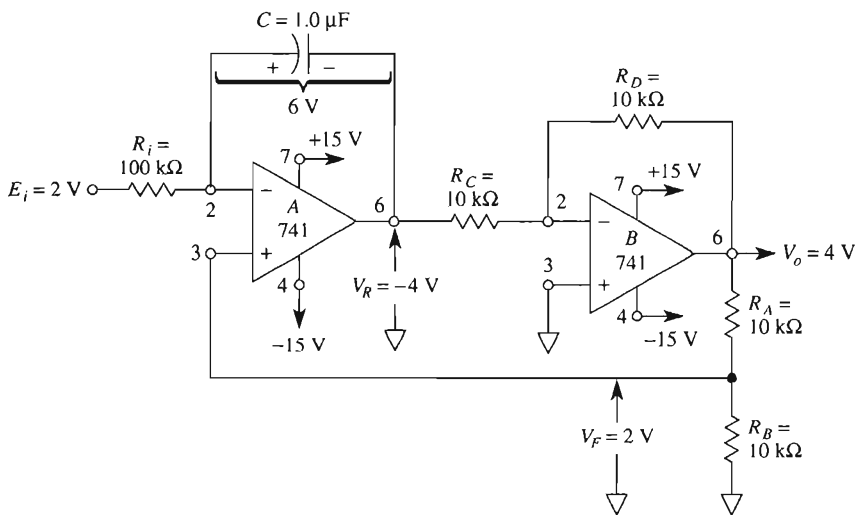 C = 1.0 µF
+ −
6 V
R_D =
10 kΩ
R_i =
100 kΩ
+15 V
7
R_C =
10 kΩ
+15 V
7
E_i = 2 V
2
−
A
741
6
2
−
B
741
6
V_o = 4 V
3
+
4
−15 V
V_R = −4 V
3
+
4
−15 V
R_A =
10 kΩ
V_F = 2 V
R_B =
10 kΩ